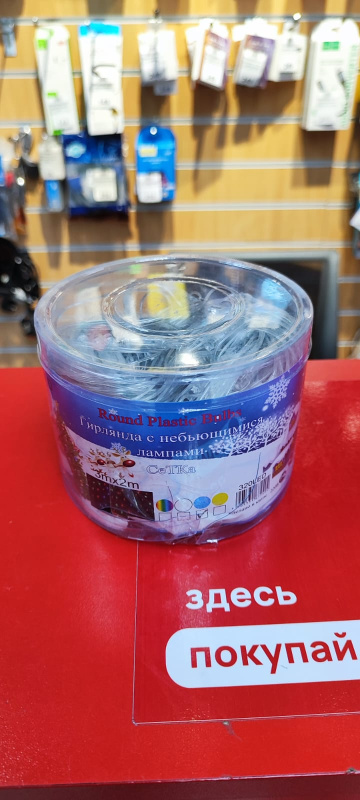 Round Plastic Bulbs
Гирлянда с небьющимися
лампами.
СеТКа
3mx2m
здесь
покупай